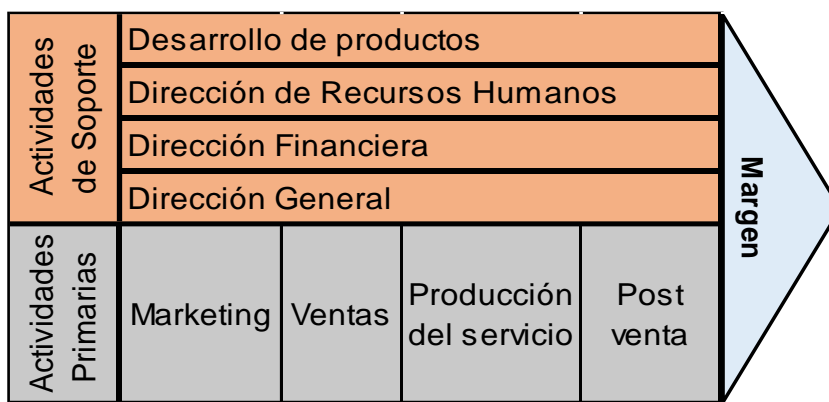 Actividades
de Soporte
Desarrollo de productos
Dirección de Recursos Humanos
Dirección Financiera
Dirección General
Actividades
Primarias
Marketing
Ventas
Producción
del servicio
Post
venta
Margen